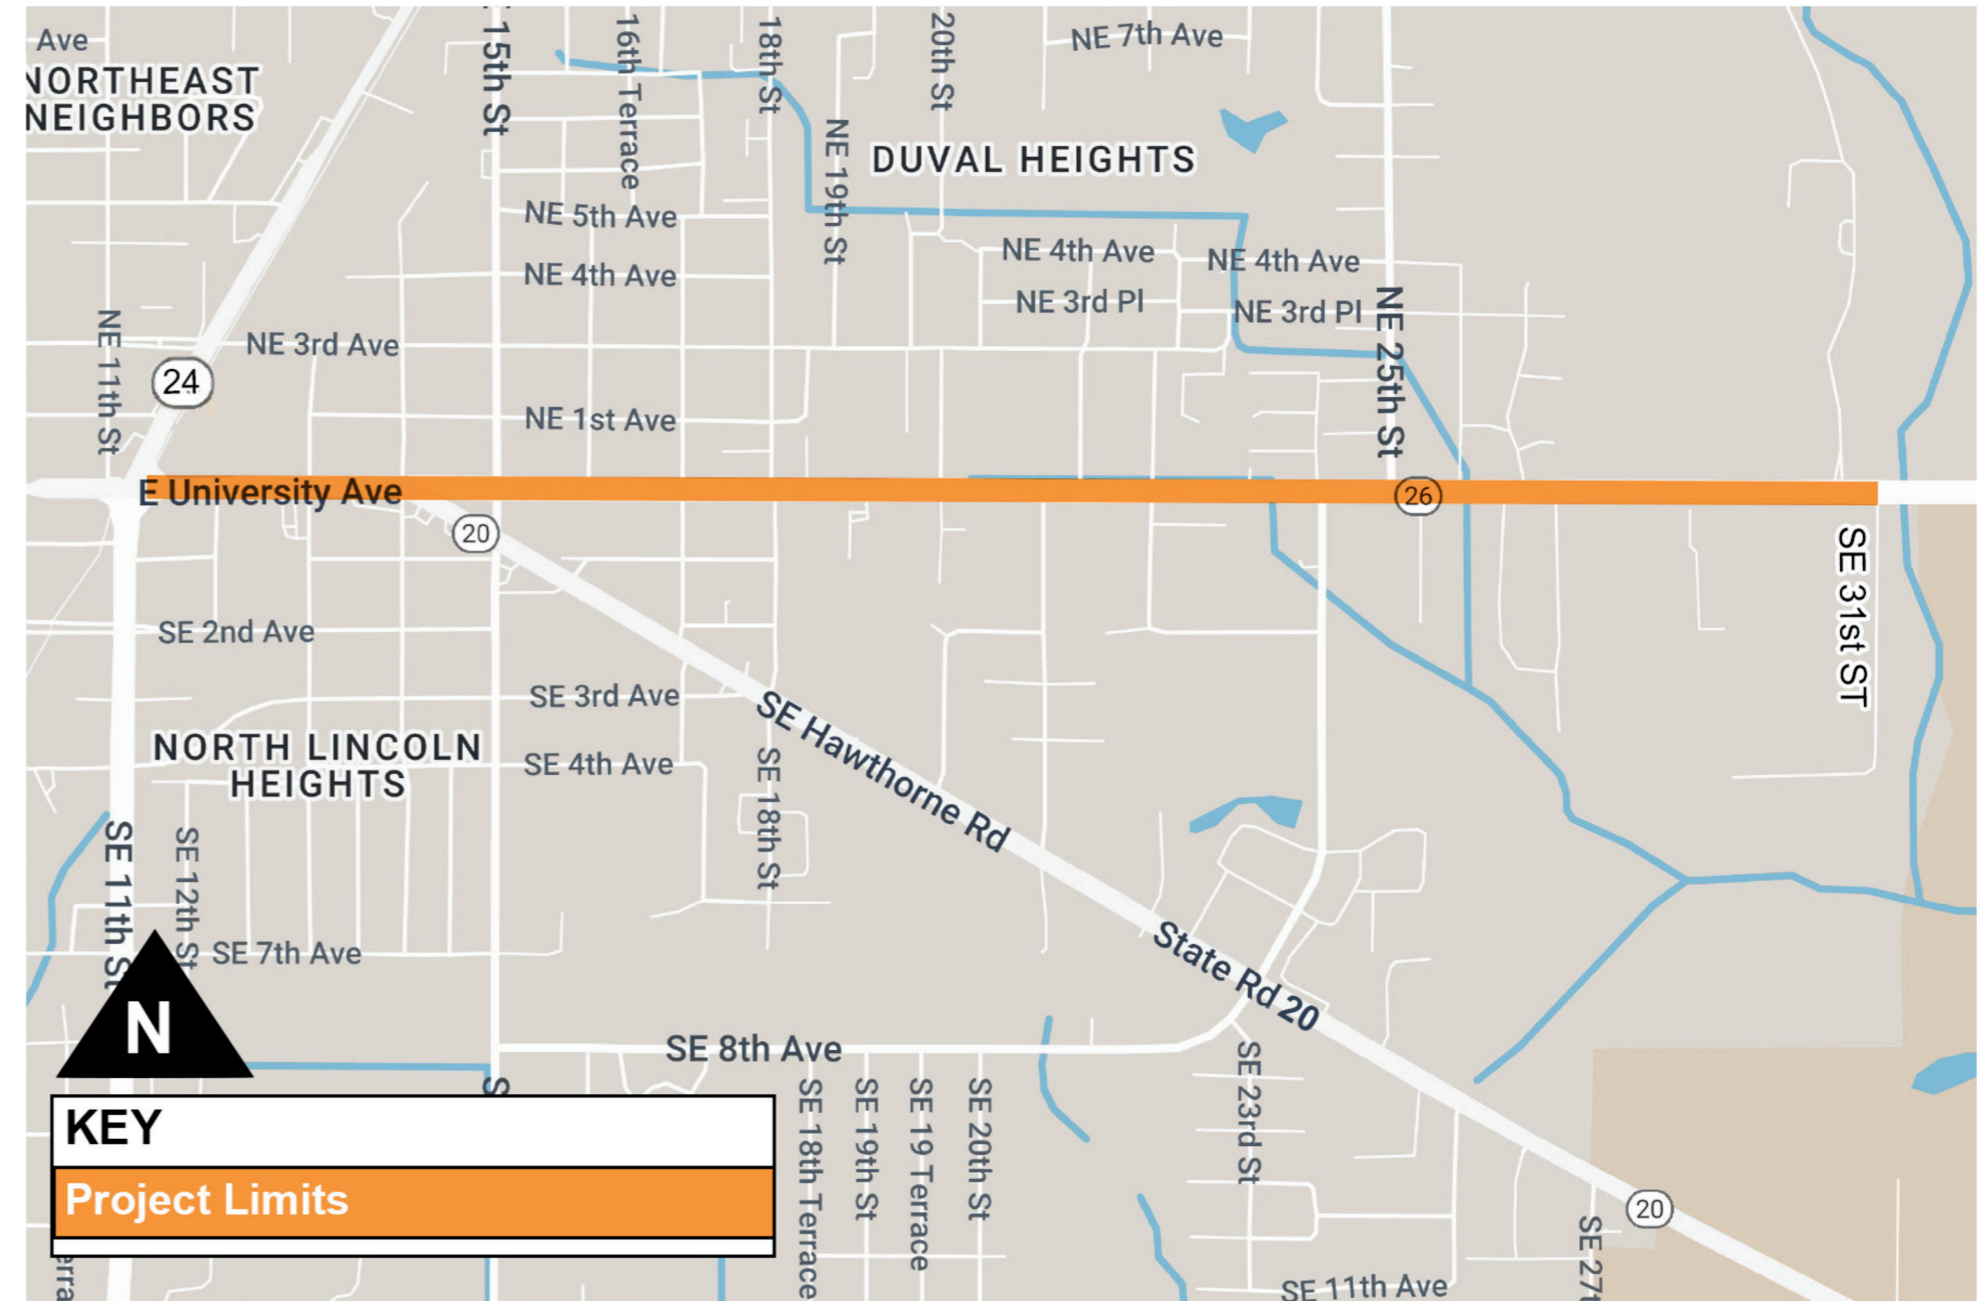 Ave
NORTHEAST
NEIGHBORS
15th St
16th Terrace
18th St
20th St
NE 7th Ave
NE 19th St
DUVAL HEIGHTS
NE 5th Ave
NE 4th Ave
NE 4th Ave
NE 4th Ave
NE 3rd Pl
NE 3rd Pl
NE 11th St
NE 3rd Ave
NE 25th St
24
NE 1st Ave
E University Ave
26
20
SE 31st ST
SE 2nd Ave
SE 3rd Ave
SE Hawthorne Rd
NORTH LINCOLN
HEIGHTS
SE 4th Ave
SE 18th St
SE 11th St
SE 12th St
SE 7th Ave
State Rd 20
N
SE 8th Ave
SE 23rd St
S
SE 18th Terrace
SE 19th St
SE 19 Terrace
SE 20th St
KEY
Project Limits
20
SE 27t
erra
SE 11th Ave